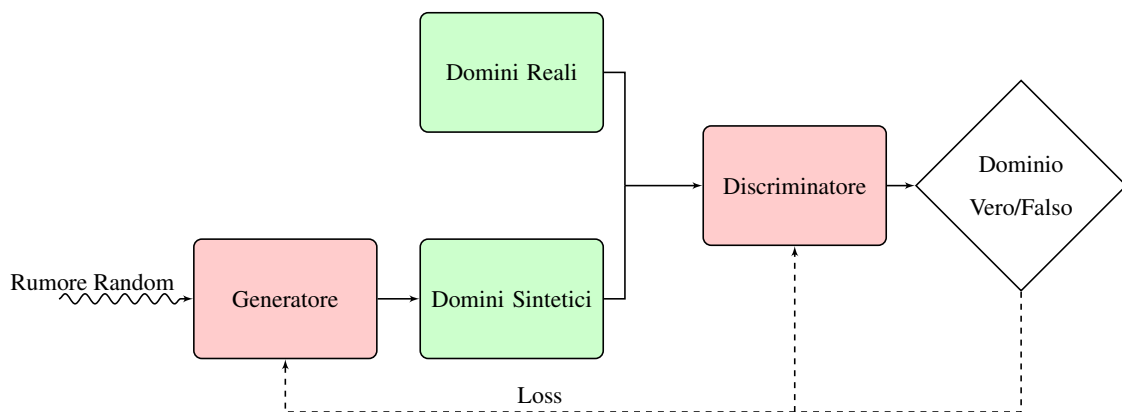 Domini Reali
Discriminatore
Dominio
Vero/Falso
Rumore Random
Generatore
Domini Sintetici
Loss